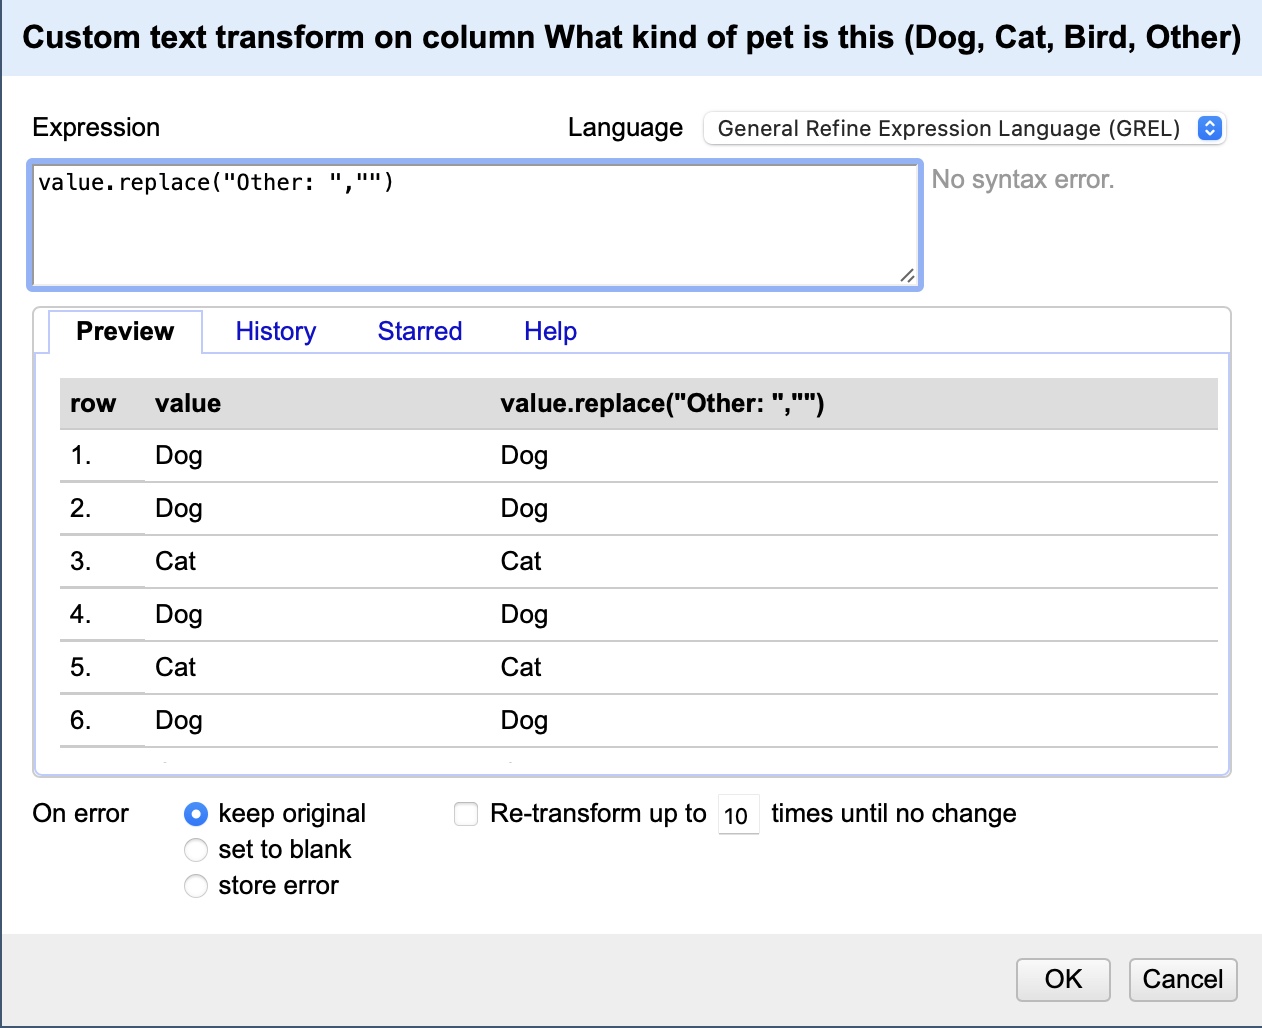 Custom text transform on column What kind of pet is this (Dog, Cat, Bird, Other)
Expression Language General Refine Expression Language (GREL)
value.replace("Other: ","") No syntax error.
Preview History Starred Help
row value value.replace("Other: ","")
1. Dog Dog
2. Dog Dog
3. Cat Cat
4. Dog Dog
5. Cat Cat
6. Dog Dog
On error keep original Re-transform up to 10 times until no change
set to blank
store error
OK Cancel